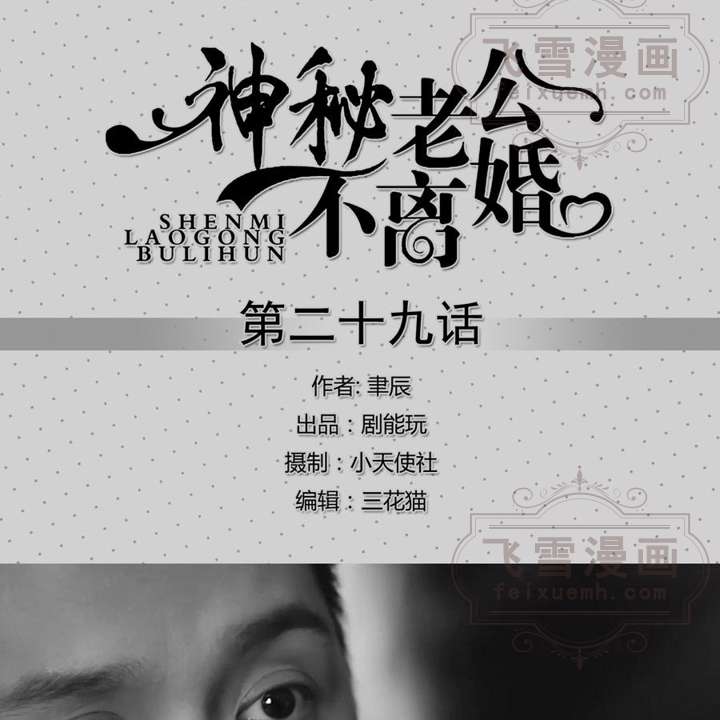 飞雪漫画
feixuemh.com
神秘老公
不离婚
SHENMI
LAOGONG
BULIHUN
第二十九话
作者: 聿辰
出品：剧能玩
摄制：小天使社
编辑：三花猫
飞雪漫画
feixuemh.com